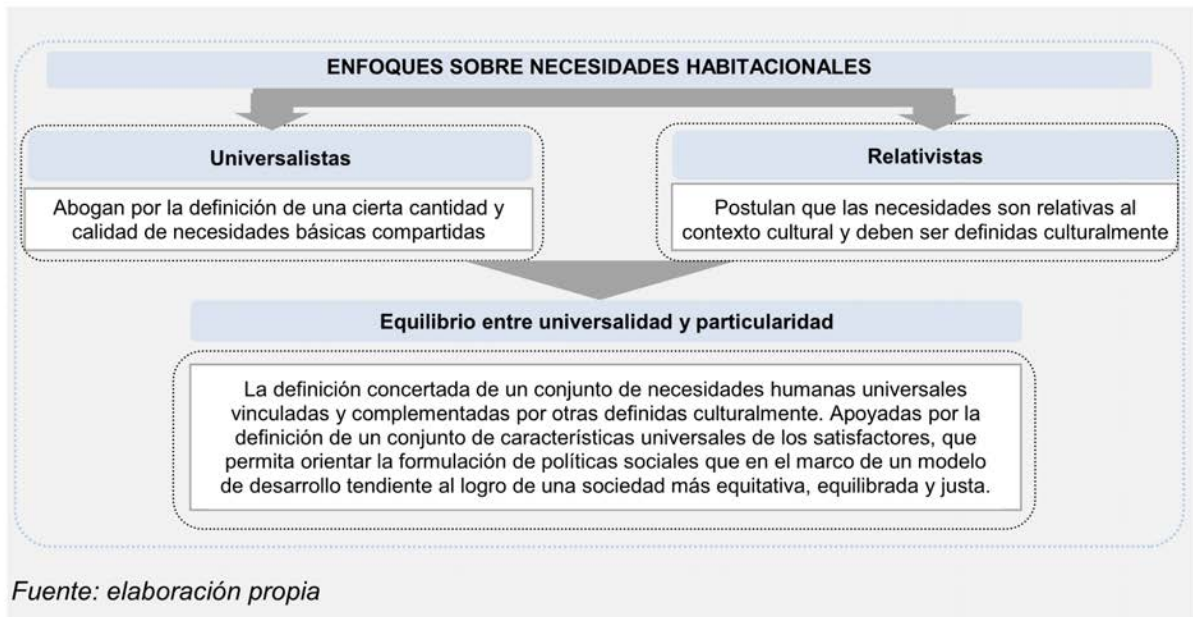 ENFOQUES SOBRE NECESIDADES HABITACIONALES
Universalistas
Abogan por la definición de una cierta cantidad y
calidad de necesidades básicas compartidas
Relativistas
Postulan que las necesidades son relativas al
contexto cultural y deben ser definidas culturalmente
Equilibrio entre universalidad y particularidad
La definición concertada de un conjunto de necesidades humanas universales
vinculadas y complementadas por otras definidas culturalmente. Apoyadas por la
definición de un conjunto de características universales de los satisfactores, que
permita orientar la formulación de políticas sociales que en el marco de un modelo
de desarrollo tendiente al logro de una sociedad más equitativa, equilibrada y justa.
Fuente: elaboración propia